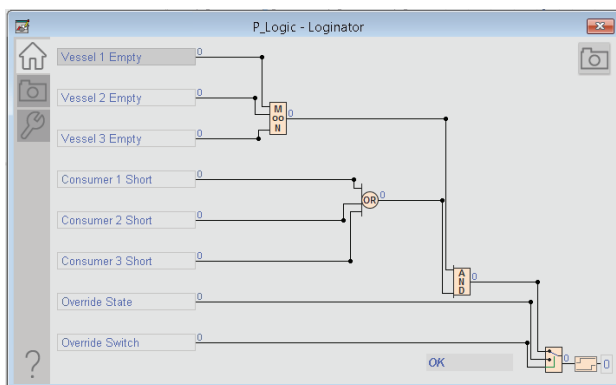 P_Logic - Loginator
Vessel 1 Empty 0
Vessel 2 Empty 0
MooN 0
Vessel 3 Empty 0
Consumer 1 Short 0
OR 0
Consumer 2 Short 0
Consumer 3 Short 0
AND 0
Override State 0
Override Switch 0
OK
0 0
?